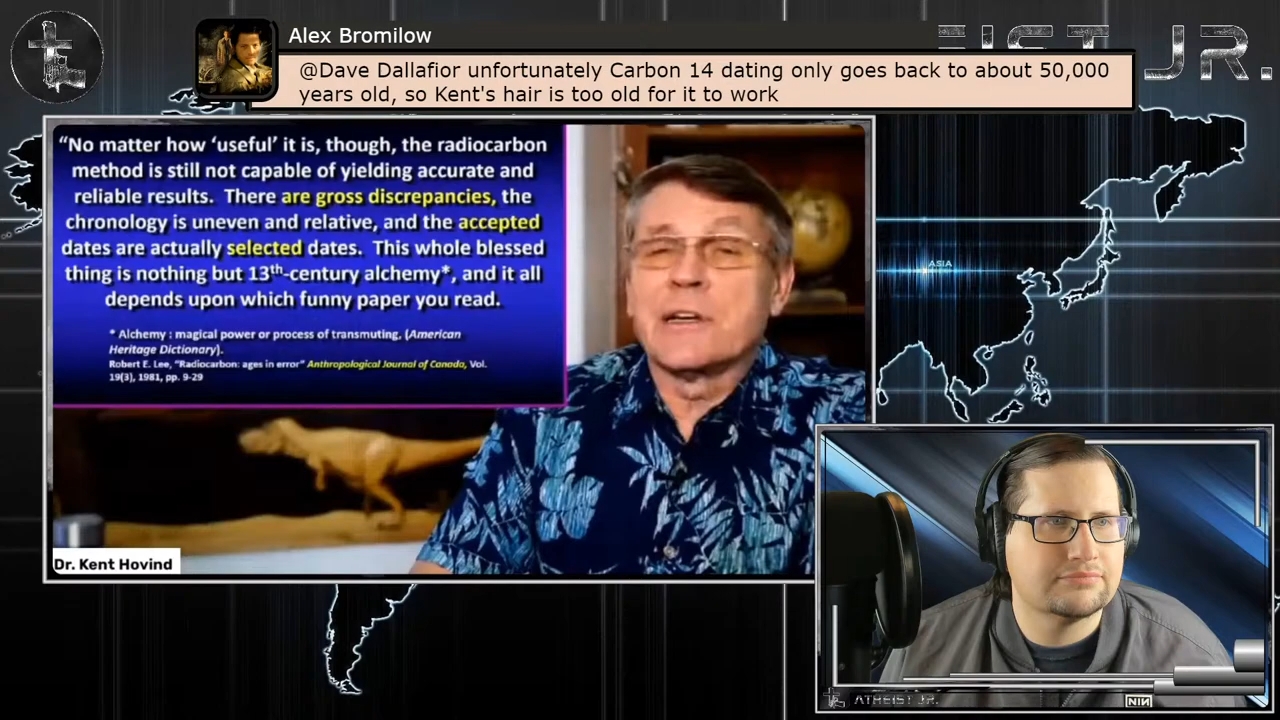 Alex Bromilow
@Dave Dallafior unfortunately Carbon 14 dating only goes back to about 50,000
years old, so Kent's hair is too old for it to work
EIST JR.
“No matter how ‘useful’ it is, though, the radiocarbon
method is still not capable of yielding accurate and
reliable results. There are gross discrepancies, the
chronology is uneven and relative, and the accepted
dates are actually selected dates. This whole blessed
thing is nothing but 13th-century alchemy*, and it all
depends upon which funny paper you read.
* Alchemy : magical power or process of transmuting, (American
Heritage Dictionary).
Robert E. Lee, “Radiocarbon: ages in error” Anthropological Journal of Canada, Vol.
19(3), 1981, pp. 9-29
ASIA
Dr. Kent Hovind
ATHEIST JR.
NIN